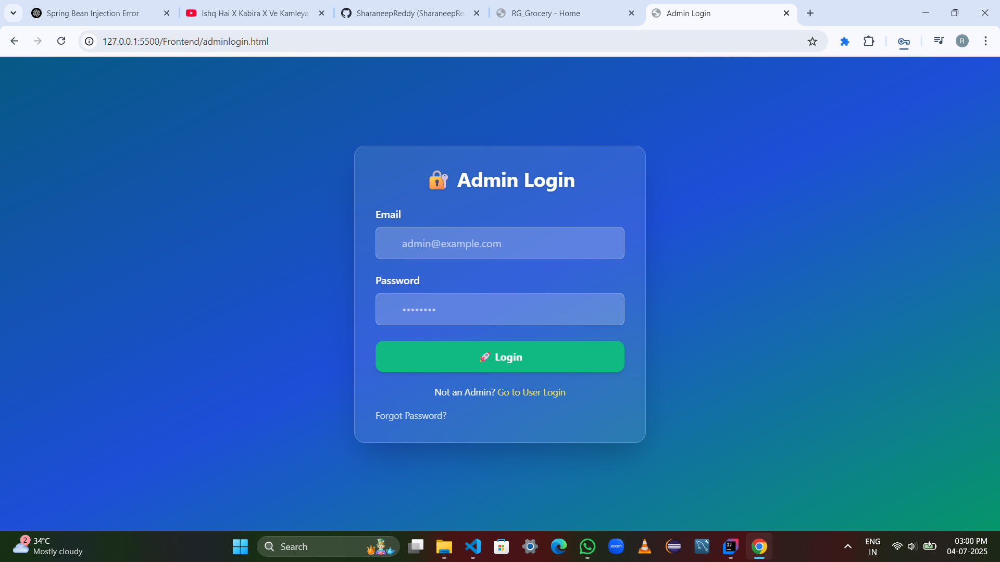 Spring Bean Injection Error
Ishq Hai X Kabira X Ve Kamleya
SharaneepReddy (SharaneepRe
RG_Grocery - Home
Admin Login
127.0.0.1:5500/Frontend/adminlogin.html
R
🔐 Admin Login
Email
admin@example.com
Password
••••••••
🚀 Login
Not an Admin? Go to User Login
Forgot Password?
2
34°C
Mostly cloudy
Search
zoom
IJ
ENG
IN
03:00 PM
04-07-2025